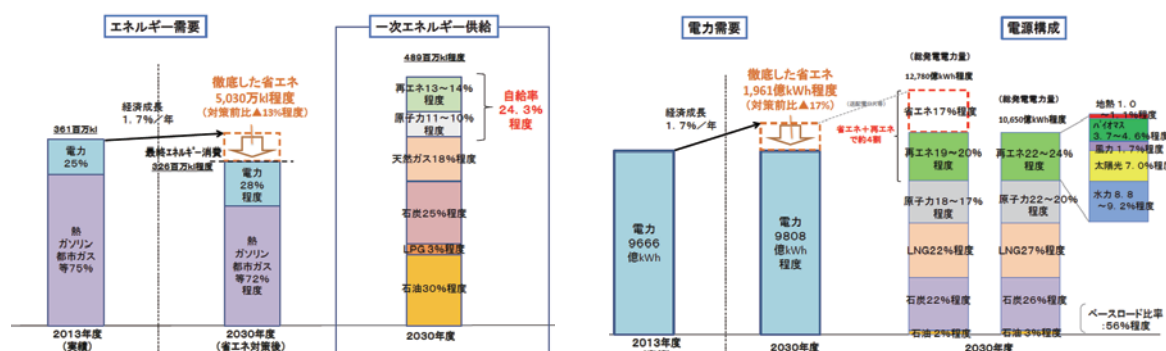 エネルギー需要
一次エネルギー供給
電力需要
電源構成
361百万kl
経済成長
1.7%/年
徹底した省エネ
5,030万kl程度
(対策前比▲13%程度)
電力
25%
最終エネルギー消費
326百万kl程度
電力
28%
程度
熱
ガソリン
都市ガス
等75%
熱
ガソリン
都市ガス
等72%
程度
2013年度
(実績)
2030年度
(省エネ対策後)
489百万kl程度
再エネ13~14%
程度
原子力11~10%
程度
自給率
24.3%
程度
天然ガス18%程度
石炭25%程度
LPG 3%程度
石油30%程度
2030年度
経済成長
1.7%/年
徹底した省エネ
1,961億kWh程度
(対策前比▲17%)
電力
9666
億kWh
電力
9808
億kWh
程度
2013年度
2030年度
(総発電電力量)
12,780億kWh程度
省エネ17%程度
省エネ+再エネ
で約4割
再エネ19~20%
程度
原子力18~17%
程度
LNG22%程度
石炭22%程度
石油 2%程度
(総発電電力量)
10,650億kWh程度
再エネ22~24%
程度
原子力22~20%
程度
LNG27%程度
石炭26%程度
石油 3%程度
地熱 1.0
~1.1%程度
バイオマス
3.7~4.6%程度
風力 1.7%程度
太陽光 7.0%程度
水力 8.8
~9.2%程度
ベースロード比率
:56%程度
2030年度